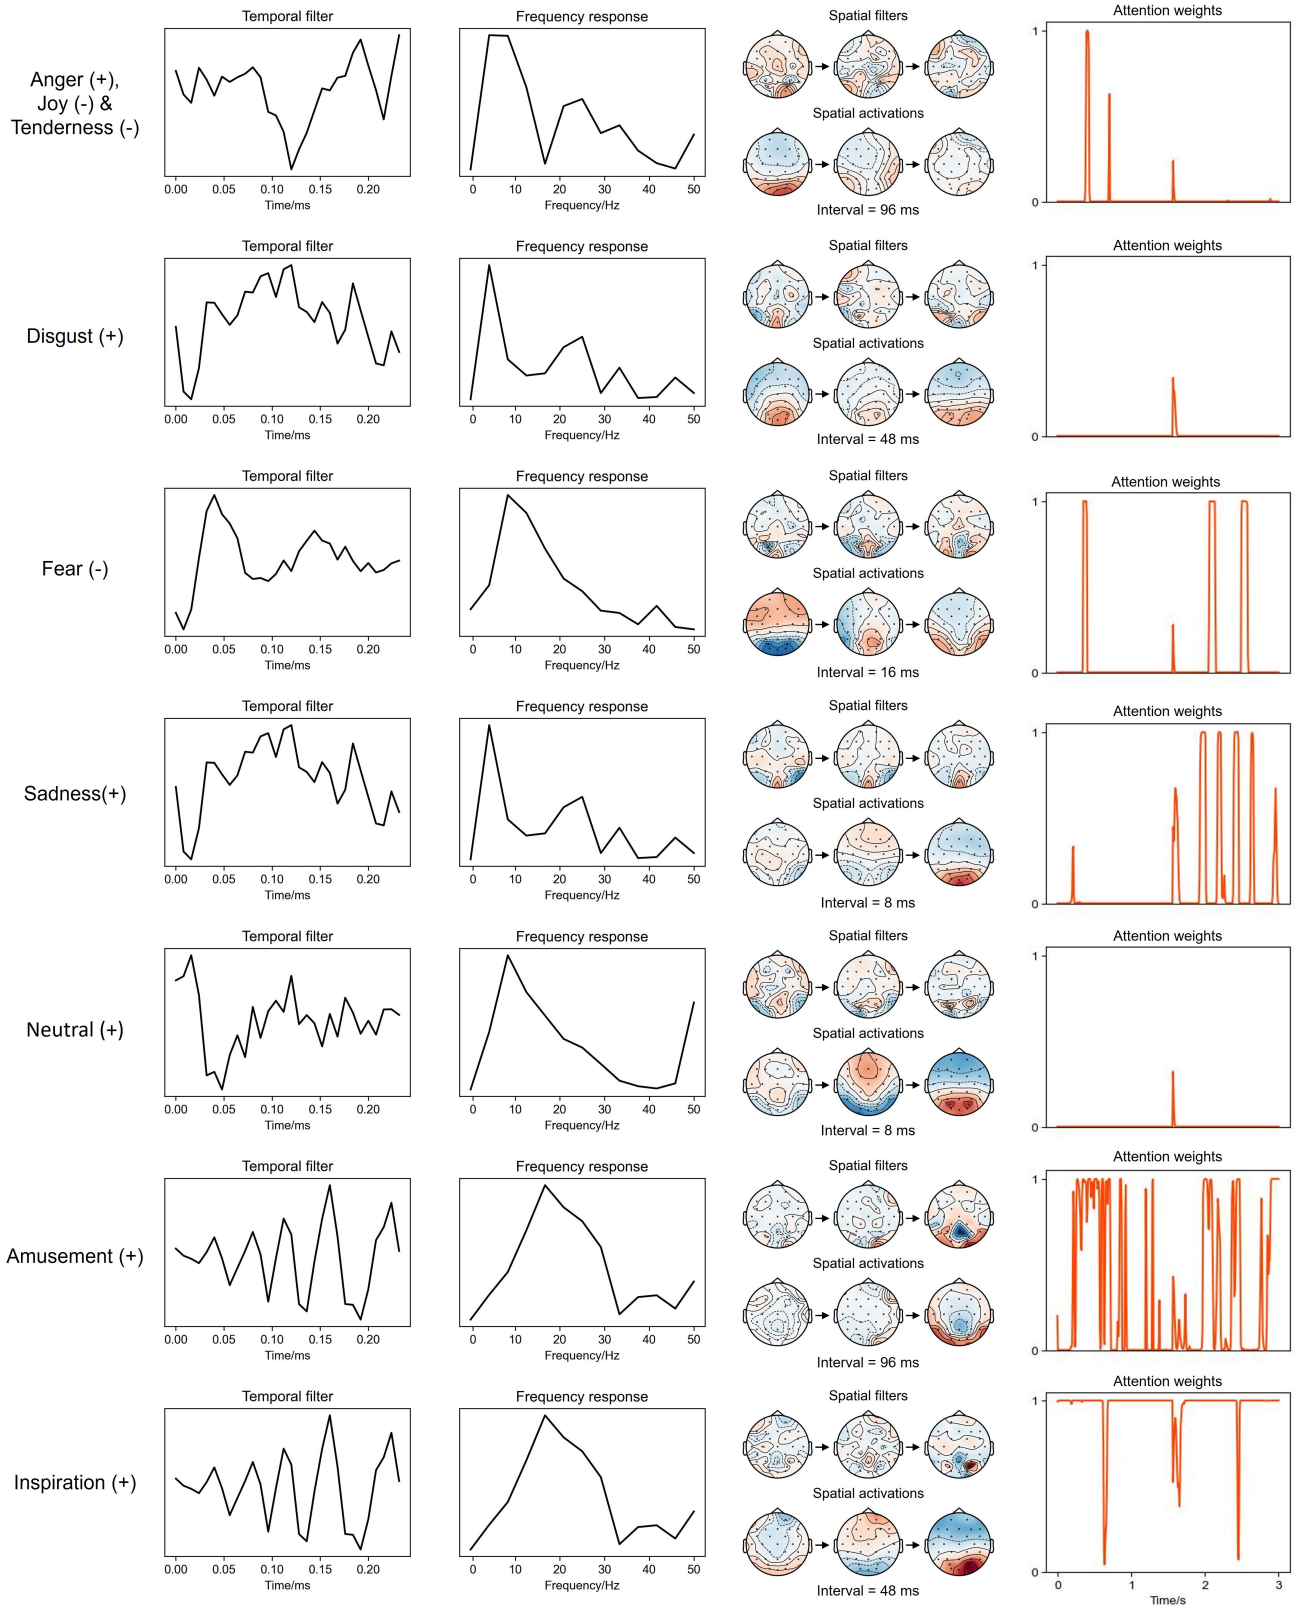 Temporal filter
Frequency response
Spatial filters
Attention weights
Anger (+),
Joy (-) &
Tenderness (-)
Spatial activations
1
0
0.00 0.05 0.10 0.15 0.20
Time/ms
0 10 20 30 40 50
Frequency/Hz
Interval = 96 ms
Temporal filter
Frequency response
Spatial filters
Attention weights
Disgust (+)
Spatial activations
1
0
0.00 0.05 0.10 0.15 0.20
Time/ms
0 10 20 30 40 50
Frequency/Hz
Interval = 48 ms
Temporal filter
Frequency response
Spatial filters
Attention weights
Fear (-)
Spatial activations
1
0
0.00 0.05 0.10 0.15 0.20
Time/ms
0 10 20 30 40 50
Frequency/Hz
Interval = 16 ms
Temporal filter
Frequency response
Spatial filters
Attention weights
Sadness(+)
Spatial activations
1
0
0.00 0.05 0.10 0.15 0.20
Time/ms
0 10 20 30 40 50
Frequency/Hz
Interval = 8 ms
Temporal filter
Frequency response
Spatial filters
Attention weights
Neutral (+)
Spatial activations
1
0
0.00 0.05 0.10 0.15 0.20
Time/ms
0 10 20 30 40 50
Frequency/Hz
Interval = 8 ms
Temporal filter
Frequency response
Spatial filters
Attention weights
Amusement (+)
Spatial activations
1
0
0.00 0.05 0.10 0.15 0.20
Time/ms
0 10 20 30 40 50
Frequency/Hz
Interval = 96 ms
Temporal filter
Frequency response
Spatial filters
Attention weights
Inspiration (+)
Spatial activations
1
0
0.00 0.05 0.10 0.15 0.20
Time/ms
0 10 20 30 40 50
Frequency/Hz
Interval = 48 ms
0 1 2 3
Time/s